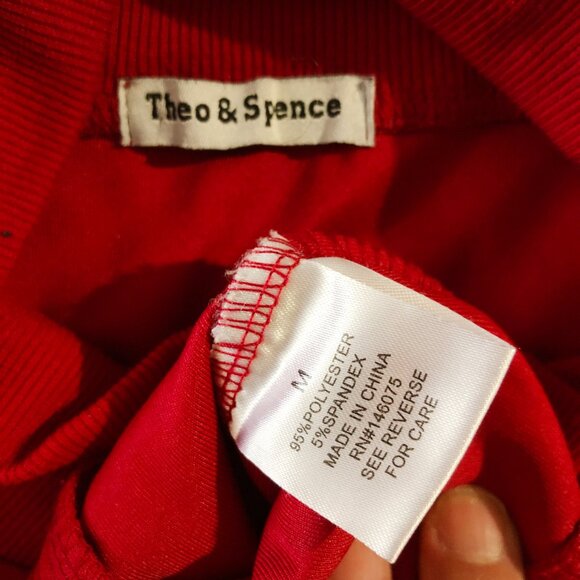 Theo & Spence
M
95%POLYESTER
5%SPANDEX
MADE IN CHINA
RN#146075
SEE REVERSE
FOR CARE